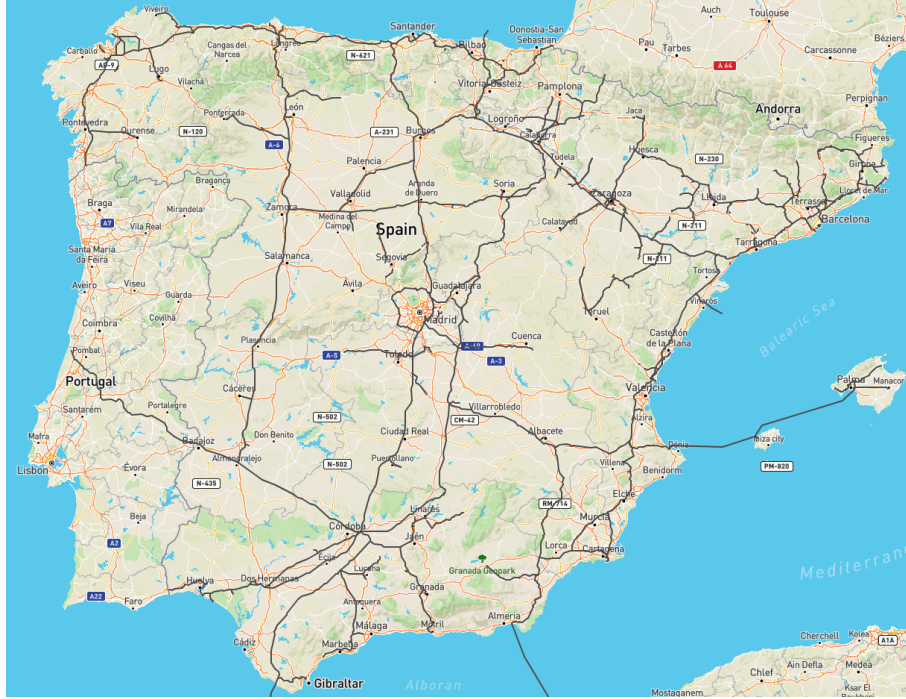 Viveiro
Auch
Toulouse
Santander
Carballo
Cangas del
Narcea
Langreo
Bilbao
Donostia-San
Sebastian
Béziers
N-621
Pau
Tarbes
Carcassonne
AP-9
Lugo
A 64
Vilachá
Vitoria-Gasteiz
Pamplona
Perpignan
Ponferrada
León
Jaca
Andorra
Pontevedra
Ourense
N-120
A-231
Burgos
Logroño
Calahorra
Figueres
A-6
Huesca
Tudela
N-230
Girona
Palencia
Bragança
Aranda
de Duero
Soria
Zaragoza
Lleida
Lloret de Mar
Braga
Mirandela
Zamora
Valladolid
Terrassa
A7
Vila Real
Medina del
Campo
Calatayud
N-211
Barcelona
Spain
Tarragona
Santa Maria
da Feira
Salamanca
Segovia
N-211
Tortosa
Aveiro
Viseu
Guarda
Ávila
Guadalajara
Vinaròs
Teruel
Coimbra
Covilhã
Madrid
Balearic Sea
Pombal
Plasencia
A-5
Toledo
A-40
A-3
Cuenca
Castellón
de la Plana
Portugal
Cáceres
Valencia
Palma
Manacor
Santarém
Portalegre
N-502
CM-42
Villarrobledo
Alzira
Mafra
Badajoz
Don Benito
Ciudad Real
Albacete
Ibiza city
Dénia
Lisbon
Évora
Almendralejo
N-502
Puertollano
Villena
Benidorm
PM-820
N-435
Elche
Beja
RM-714
Linares
Murcia
A2
Córdoba
Jaén
Lorca
Cartagena
Écija
Lucena
Granada Geopark
Mediterran
Huelva
Dos Hermanas
Granada
A22
Faro
Antequera
Almería
Málaga
Motril
Cádiz
Marbella
Cherchell
Kolea
A1A
Gibraltar
Alboran
Chlef
Ain Defla
Medea
Mostaganem
Ksar El
Boukhari